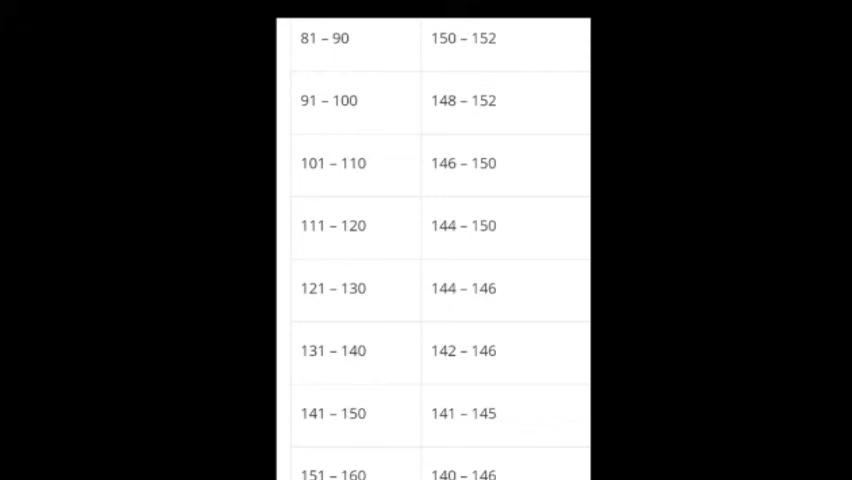 81 – 90 150 – 152
91 – 100 148 – 152
101 – 110 146 – 150
111 – 120 144 – 150
121 – 130 144 – 146
131 – 140 142 – 146
141 – 150 141 – 145
151 – 160 140 – 146